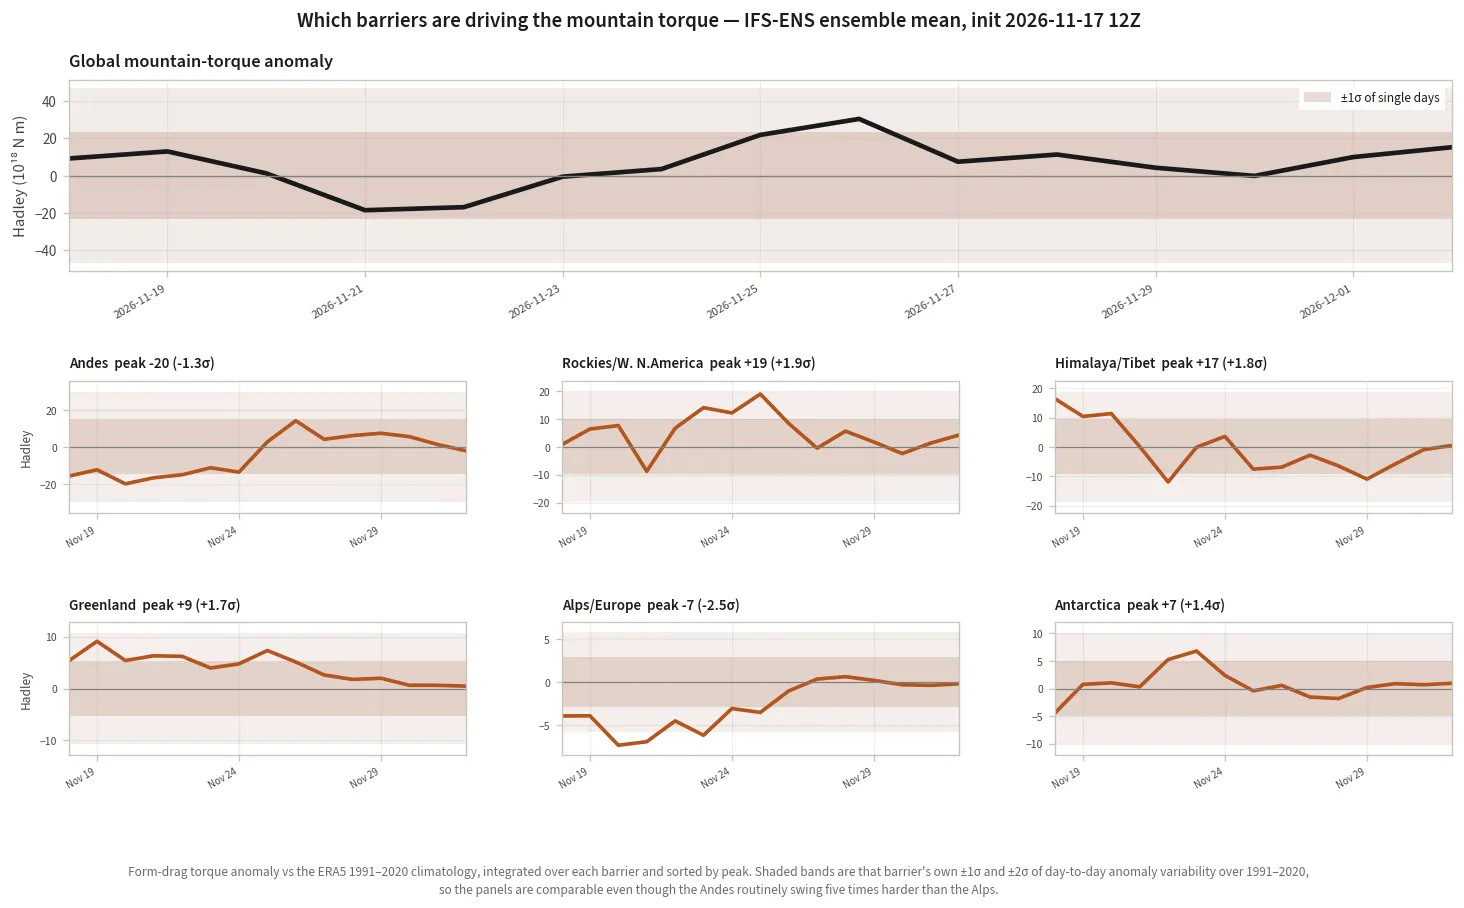 Which barriers are driving the mountain torque — IFS-ENS ensemble mean, init 2026-11-17 12Z
Global mountain-torque anomaly
Hadley (10¹⁸ N m)
40
20
0
−20
−40
±1σ of single days
2026-11-19
2026-11-21
2026-11-23
2026-11-25
2026-11-27
2026-11-29
2026-12-01
Andes  peak -20 (-1.3σ)
Hadley
20
0
−20
Nov 19
Nov 24
Nov 29
Rockies/W. N.America  peak +19 (+1.9σ)
20
10
0
−10
−20
Nov 19
Nov 24
Nov 29
Himalaya/Tibet  peak +17 (+1.8σ)
20
10
0
−10
−20
Nov 19
Nov 24
Nov 29
Greenland  peak +9 (+1.7σ)
Hadley
10
0
−10
Nov 19
Nov 24
Nov 29
Alps/Europe  peak -7 (-2.5σ)
5
0
−5
Nov 19
Nov 24
Nov 29
Antarctica  peak +7 (+1.4σ)
10
5
0
−5
−10
Nov 19
Nov 24
Nov 29
Form-drag torque anomaly vs the ERA5 1991–2020 climatology, integrated over each barrier and sorted by peak. Shaded bands are that barrier's own ±1σ and ±2σ of day-to-day anomaly variability over 1991–2020,
so the panels are comparable even though the Andes routinely swing five times harder than the Alps.